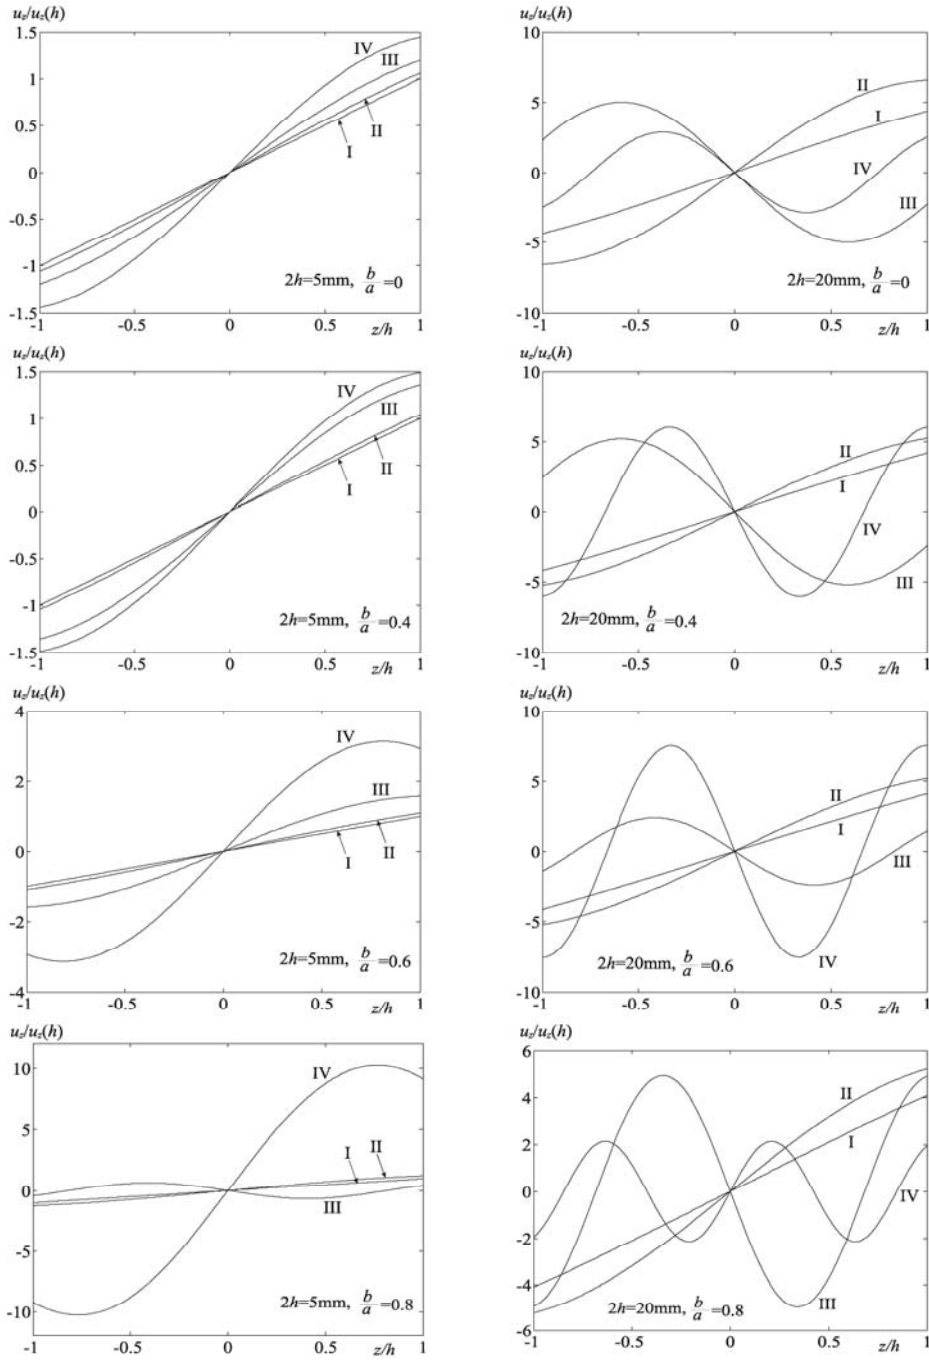 u_z/u_z(h)
1.5
1
0.5
0
-0.5
-1
-1.5
IV
III
II
I
2h=5mm, b/a=0
-1
-0.5
0
0.5
1
z/h
u_z/u_z(h)
10
5
0
-5
-10
II
I
IV
III
2h=20mm, b/a=0
-1
-0.5
0
0.5
1
z/h
u_z/u_z(h)
1.5
1
0.5
0
-0.5
-1
-1.5
IV
III
II
I
2h=5mm, b/a=0.4
-1
-0.5
0
0.5
1
z/h
u_z/u_z(h)
10
5
0
-5
-10
II
I
IV
III
2h=20mm, b/a=0.4
-1
-0.5
0
0.5
1
z/h
u_z/u_z(h)
4
2
0
-2
-4
IV
III
I
II
2h=5mm, b/a=0.6
-1
-0.5
0
0.5
1
z/h
u_z/u_z(h)
10
5
0
-5
-10
II
I
III
IV
2h=20mm, b/a=0.6
-1
-0.5
0
0.5
1
z/h
u_z/u_z(h)
10
5
0
-5
-10
IV
I
II
III
2h=5mm, b/a=0.8
-1
-0.5
0
0.5
1
z/h
u_z/u_z(h)
6
4
2
0
-2
-4
-6
II
I
IV
III
2h=20mm, b/a=0.8
-1
-0.5
0
0.5
1
z/h